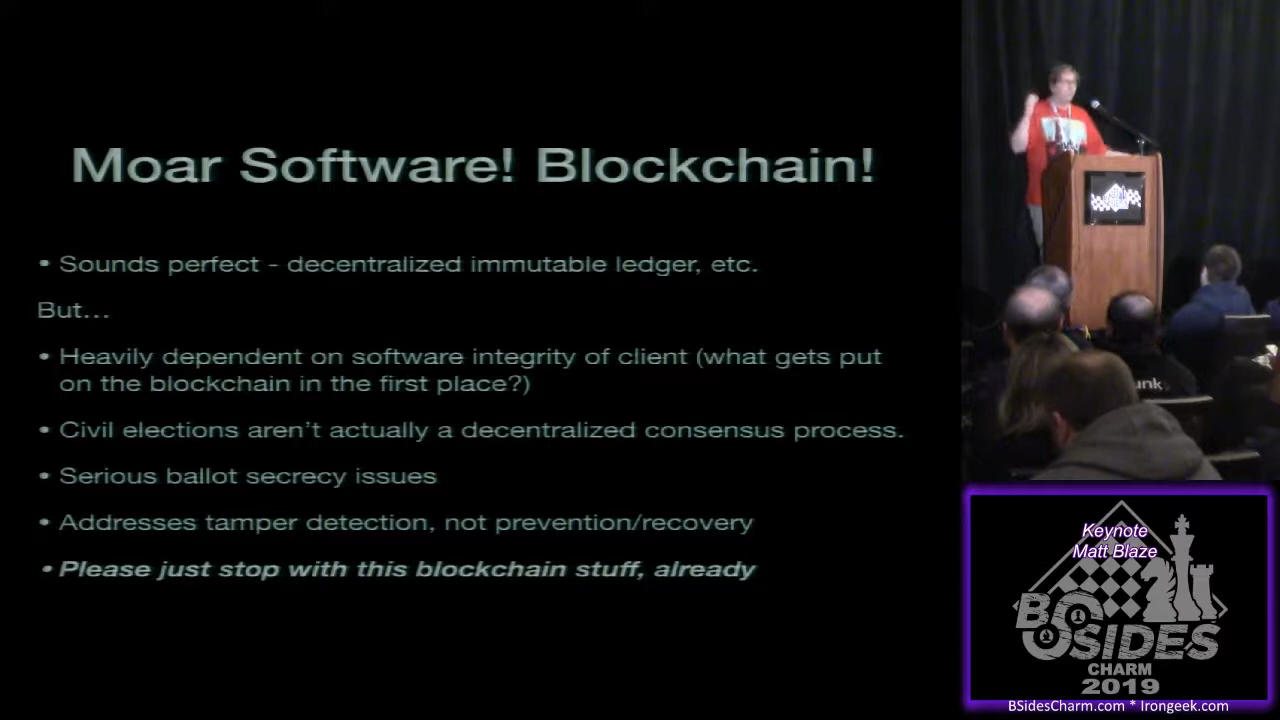 Moar Software! Blockchain!
• Sounds perfect - decentralized immutable ledger, etc.
But...
• Heavily dependent on software integrity of client (what gets put
on the blockchain in the first place?)
• Civil elections aren't actually a decentralized consensus process.
• Serious ballot secrecy issues
• Addresses tamper detection, not prevention/recovery
• Please just stop with this blockchain stuff, already
unk
Keynote
Matt Blaze
BSIDES
CHARM
2019
BSidesCharm.com * Irongeek.com